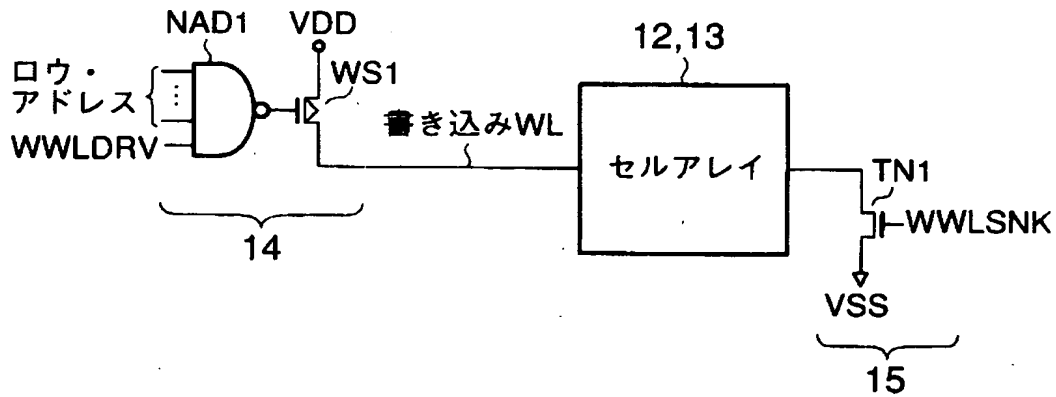 NAD1
VDD
WS1
ロウ・
アドレス
WWLDRV
14
書き込みWL
12,13
セルアレイ
TN1
WWLSNK
VSS
15